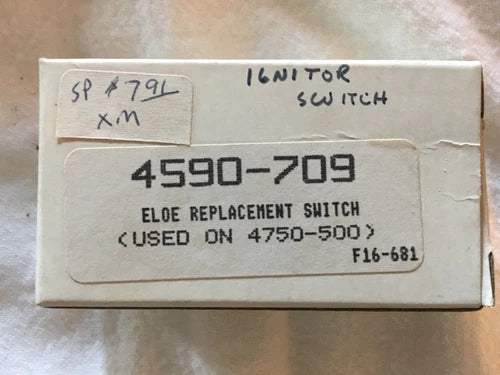 IGNITOR
SWITCH
SP $791
XM
4590-709
ELOE REPLACEMENT SWITCH
(USED ON 4750-500)
F16-681